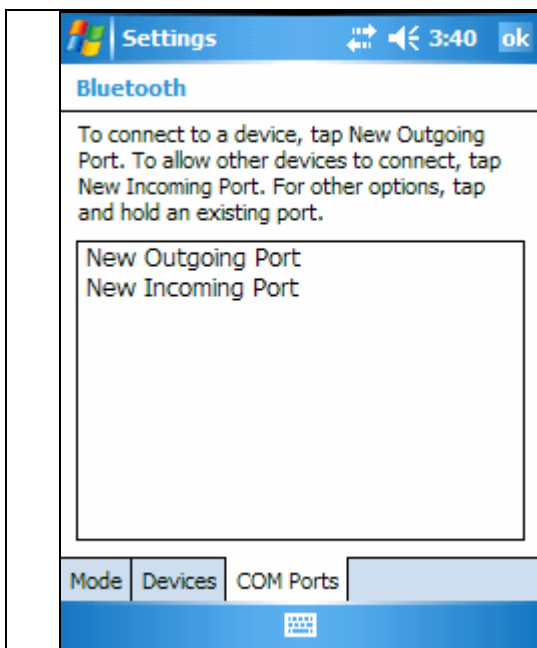 Settings 3:40 ok
Bluetooth
To connect to a device, tap New Outgoing
Port. To allow other devices to connect, tap
New Incoming Port. For other options, tap
and hold an existing port.
New Outgoing Port
New Incoming Port
Mode Devices COM Ports